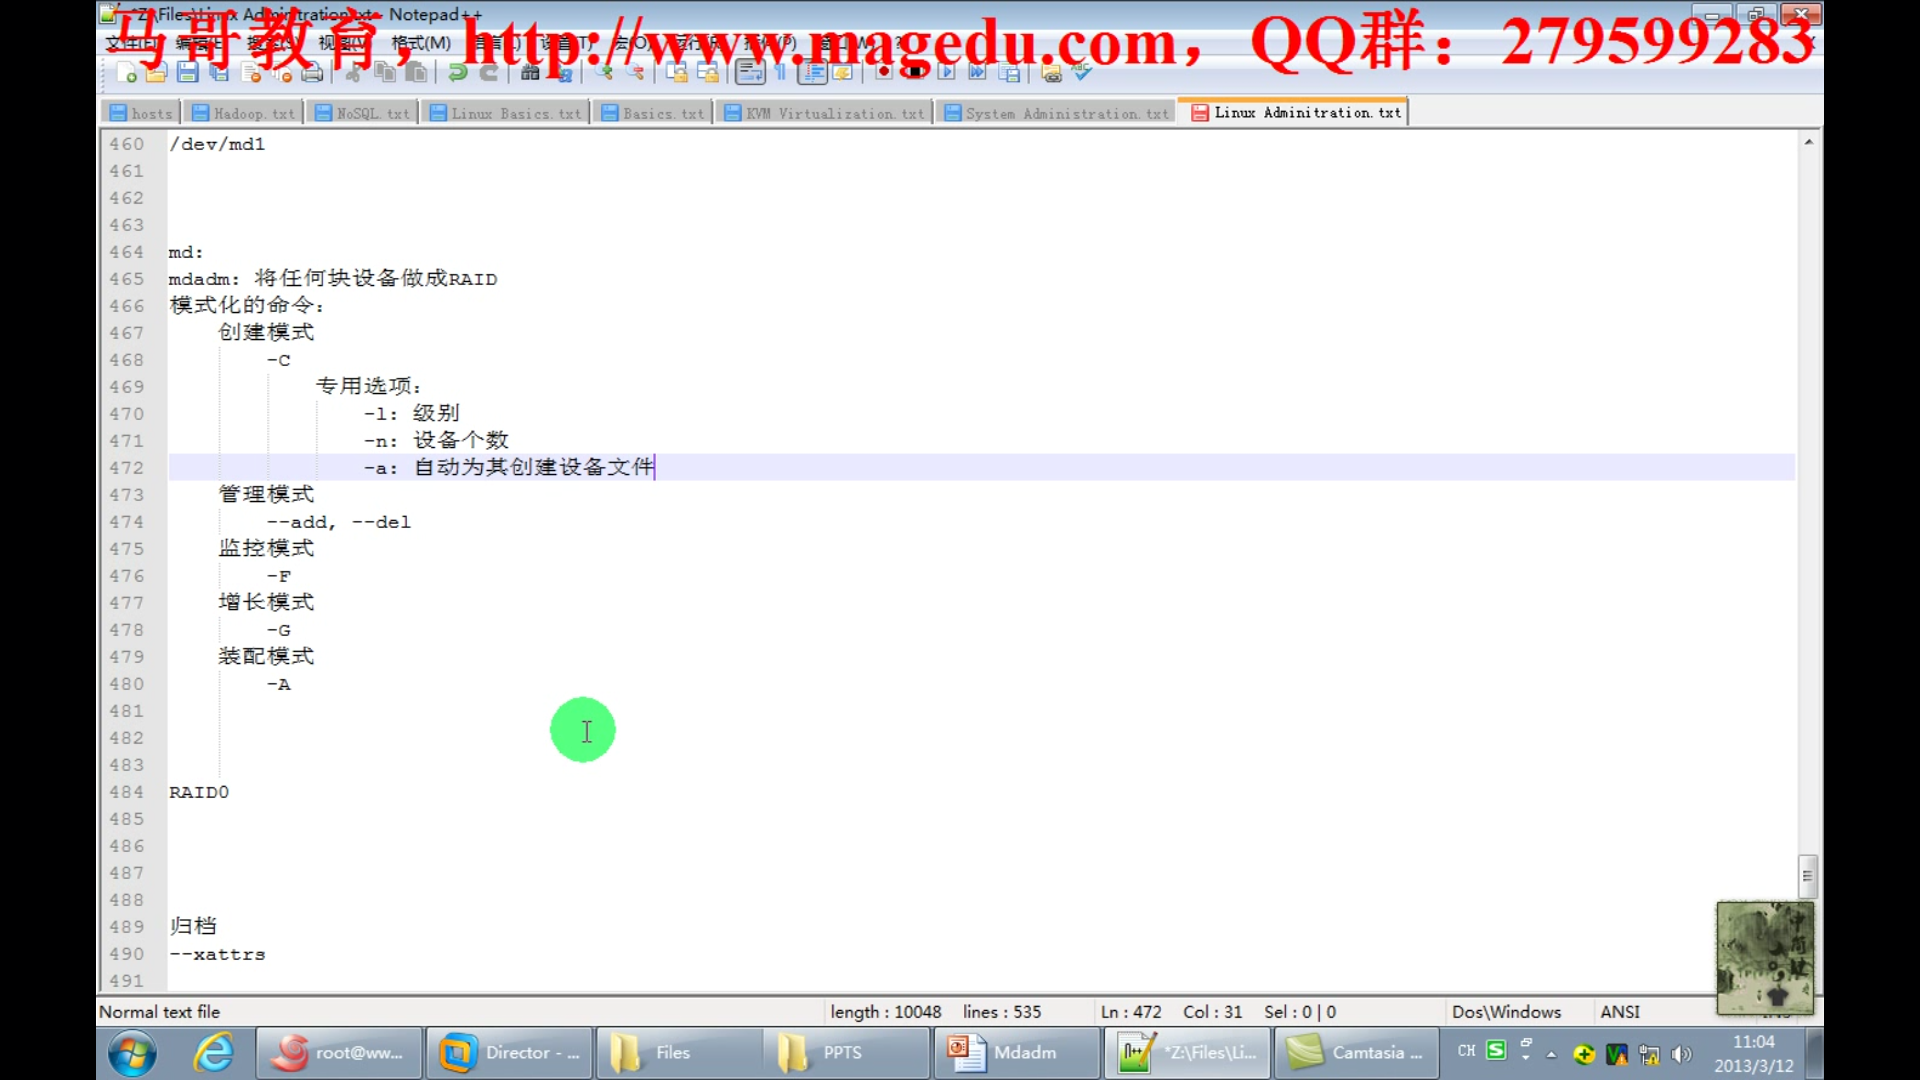 *Z:\Files\Linux Adminitration.txt - Notepad++
马哥教育, http://www.magedu.com, QQ群: 279599283
格式(M)
hosts Hadoop.txt NoSQL.txt Linux Basics.txt Basics.txt KVM Virtualization.txt System Administration.txt Linux Adminitration.txt
460 /dev/md1
461
462
463
464 md:
465 mdadm: 将任何块设备做成RAID
466 模式化的命令:
467 创建模式
468 -C
469 专用选项:
470 -l: 级别
471 -n: 设备个数
472 -a: 自动为其创建设备文件
473 管理模式
474 --add, --del
475 监控模式
476 -F
477 增长模式
478 -G
479 装配模式
480 -A
481
482
483
484 RAID0
485
486
487
488
489 归档
490 --xattrs
491
Normal text file length : 10048 lines : 535 Ln : 472 Col : 31 Sel : 0 | 0 Dos\Windows ANSI
root@ww... Director - ... Files PPTS Mdadm *Z:\Files\Li... Camtasia ... CH 11:04
2013/3/12